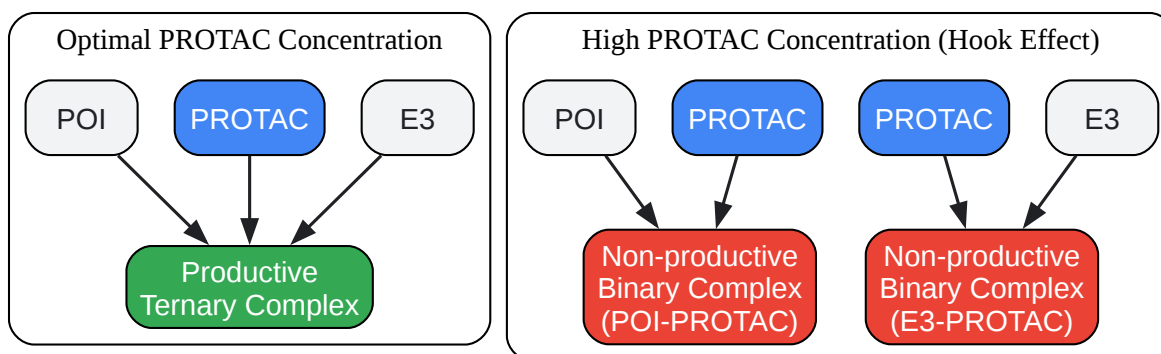 Optimal PROTAC Concentration
POI
PROTAC
E3
Productive
Ternary Complex
High PROTAC Concentration (Hook Effect)
POI
PROTAC
PROTAC
E3
Non-productive
Binary Complex
(POI-PROTAC)
Non-productive
Binary Complex
(E3-PROTAC)